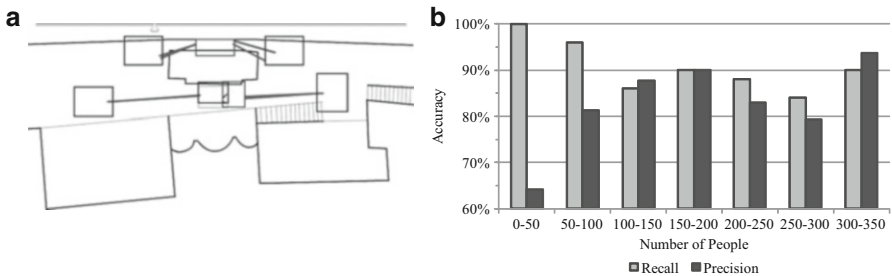 a
b
100%
90%
80%
70%
60%
Accuracy
0-50 50-100 100-150 150-200 200-250 250-300 300-350
Number of People
Recall Precision